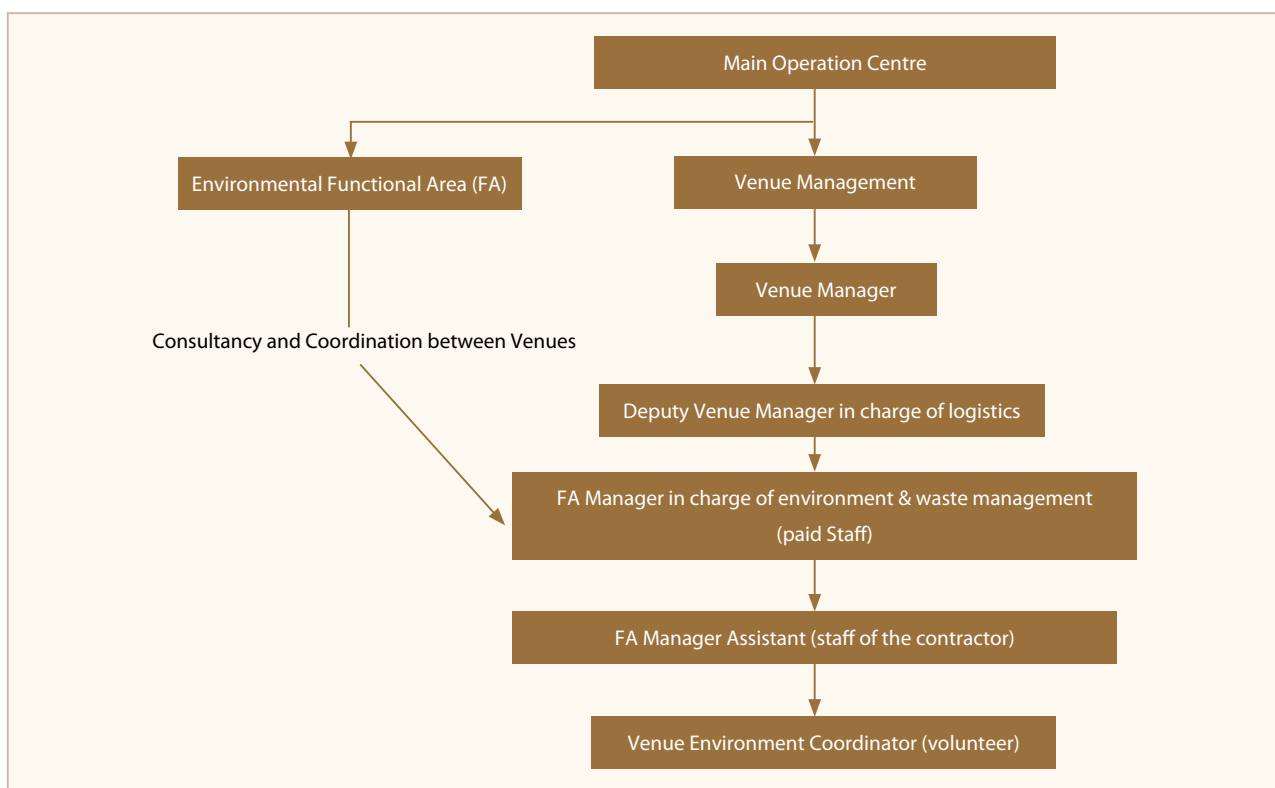 Main Operation Centre
Environmental Functional Area (FA)
Venue Management
Venue Manager
Consultancy and Coordination between Venues
Deputy Venue Manager in charge of logistics
FA Manager in charge of environment & waste management
(paid Staff)
FA Manager Assistant (staff of the contractor)
Venue Environment Coordinator (volunteer)